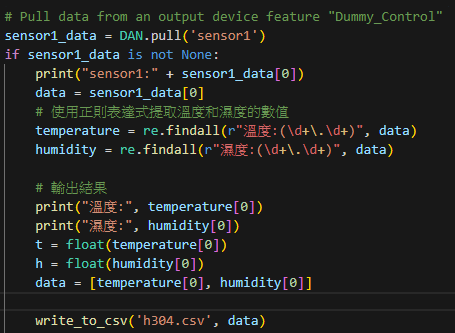 # Pull data from an output device feature "Dummy_Control"
sensor1_data = DAN.pull('sensor1')
if sensor1_data is not None:
    print("sensor1:" + sensor1_data[0])
    data = sensor1_data[0]
    # 使用正則表達式提取溫度和濕度的數值
    temperature = re.findall(r"溫度:(\d+\.\d+)", data)
    humidity = re.findall(r"濕度:(\d+\.\d+)", data)
    # 輸出結果
    print("溫度:", temperature[0])
    print("濕度:", humidity[0])
    t = float(temperature[0])
    h = float(humidity[0])
    data = [temperature[0], humidity[0]]
    write_to_csv('h304.csv', data)